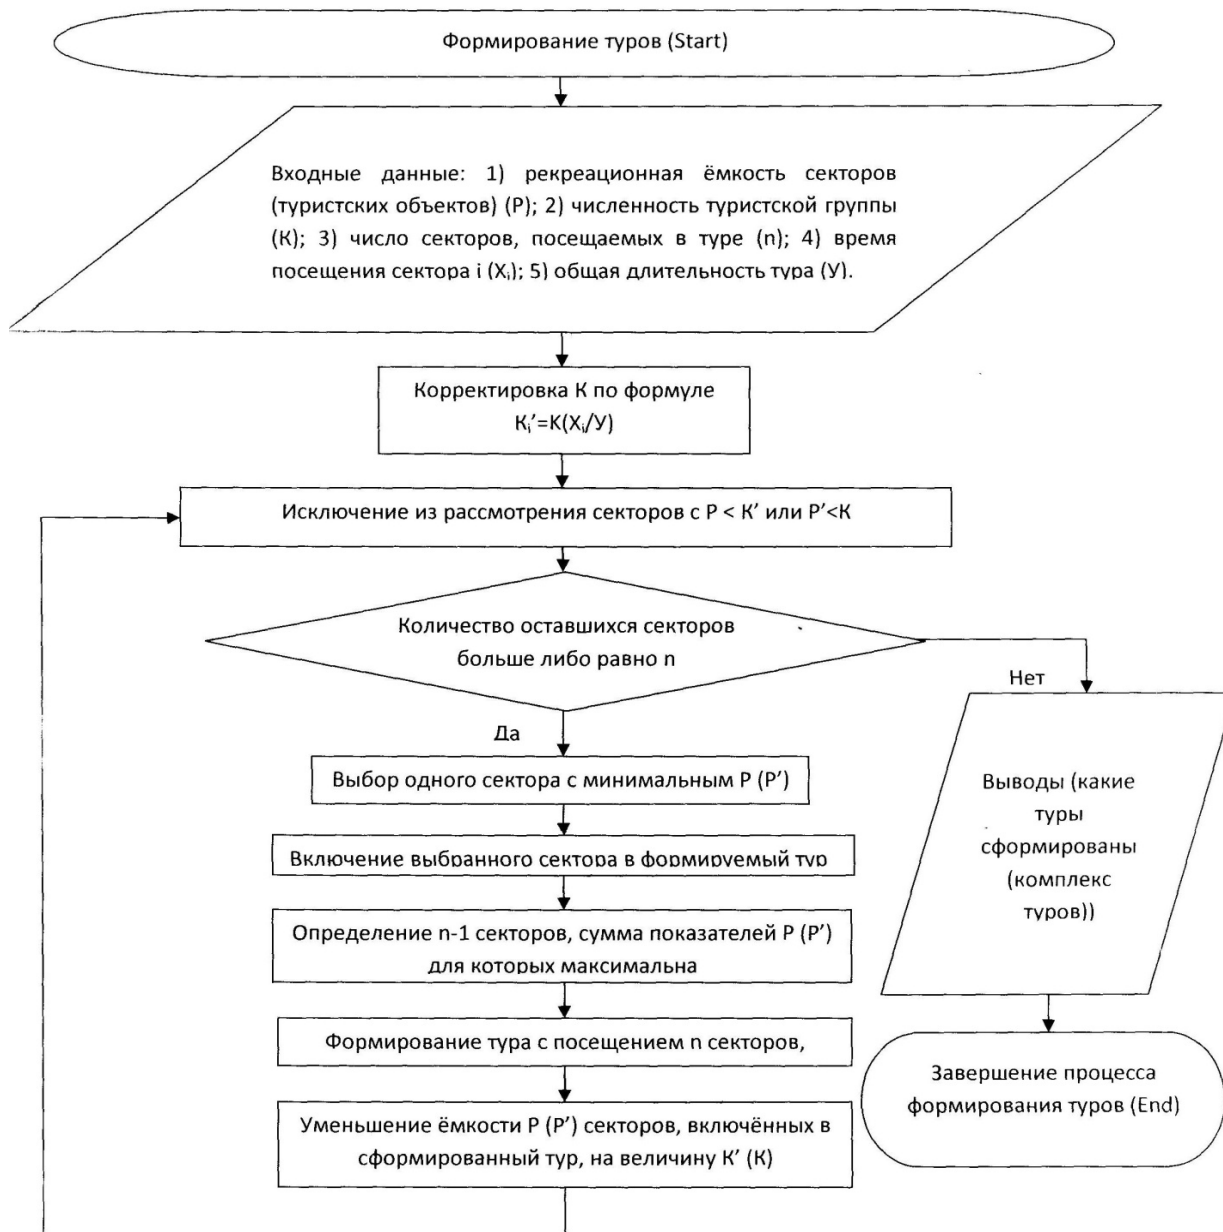 Формирование туров (Start)
Входные данные: 1) рекреационная ёмкость секторов
(туристских объектов) (P); 2) численность туристской группы
(К); 3) число секторов, посещаемых в туре (n); 4) время
посещения сектора i (Xᵢ); 5) общая длительность тура (У).
Корректировка К по формуле
Kᵢ’=K(Xᵢ/У)
Исключение из рассмотрения секторов с P < K’ или P’<K
Количество оставшихся секторов
больше либо равно n
Нет
Да
Выбор одного сектора с минимальным P (P’)
Включение выбранного сектора в формируемый тур
Определение n-1 секторов, сумма показателей P (P’)
для которых максимальна
Формирование тура с посещением n секторов,
Уменьшение ёмкости P (P’) секторов, включённых в
сформированный тур, на величину K’ (K)
Выводы (какие
туры
сформированы
(комплекс
туров))
Завершение процесса
формирования туров (End)